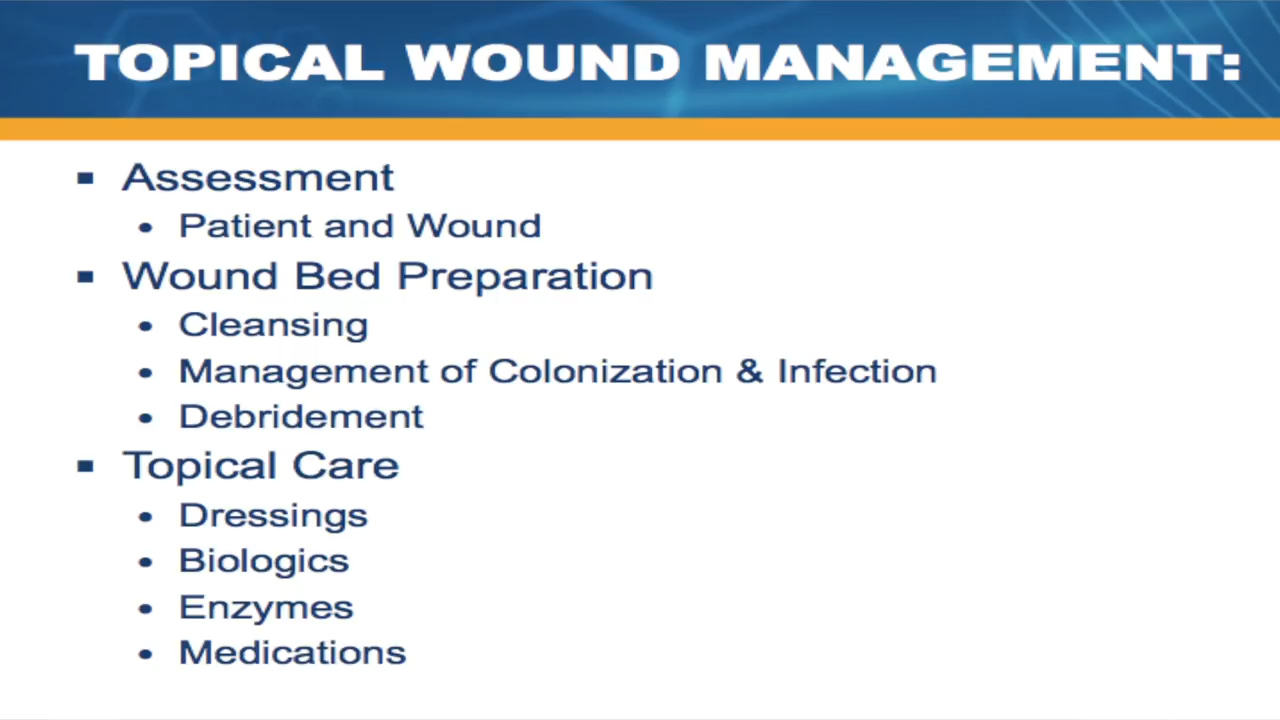 TOPICAL WOUND MANAGEMENT:
Assessment
Patient and Wound
Wound Bed Preparation
Cleansing
Management of Colonization & Infection
Debridement
Topical Care
Dressings
Biologics
Enzymes
Medications